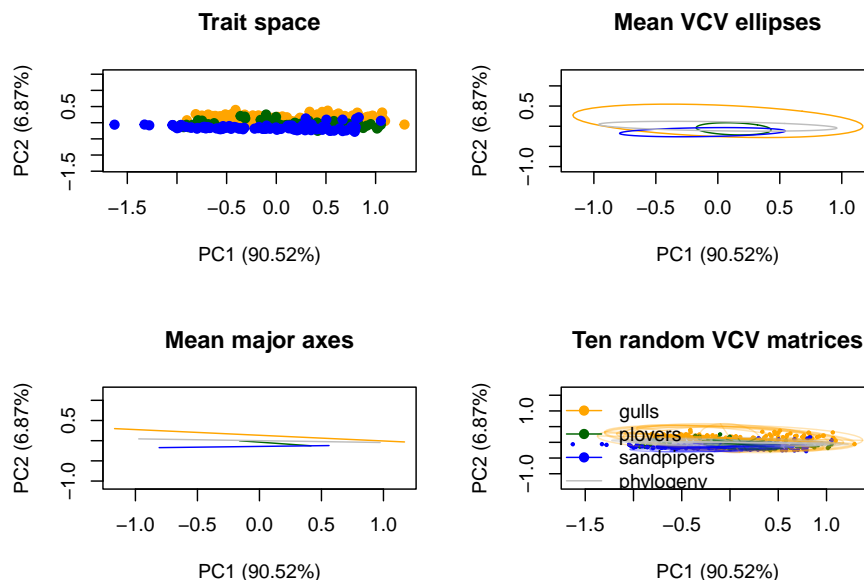 Trait space
PC2 (6.87%)
0.5
−1.5
−1.5
−0.5
0.0
0.5
1.0
PC1 (90.52%)
Mean VCV ellipses
PC2 (6.87%)
0.5
−1.0
−1.0
−0.5
0.0
0.5
1.0
PC1 (90.52%)
Mean major axes
PC2 (6.87%)
0.5
−1.0
−1.0
−0.5
0.0
0.5
1.0
PC1 (90.52%)
Ten random VCV matrices
PC2 (6.87%)
1.0
0.0
−1.0
gulls
plovers
sandpipers
phylogeny
−1.5
−0.5
0.5
1.0
PC1 (90.52%)